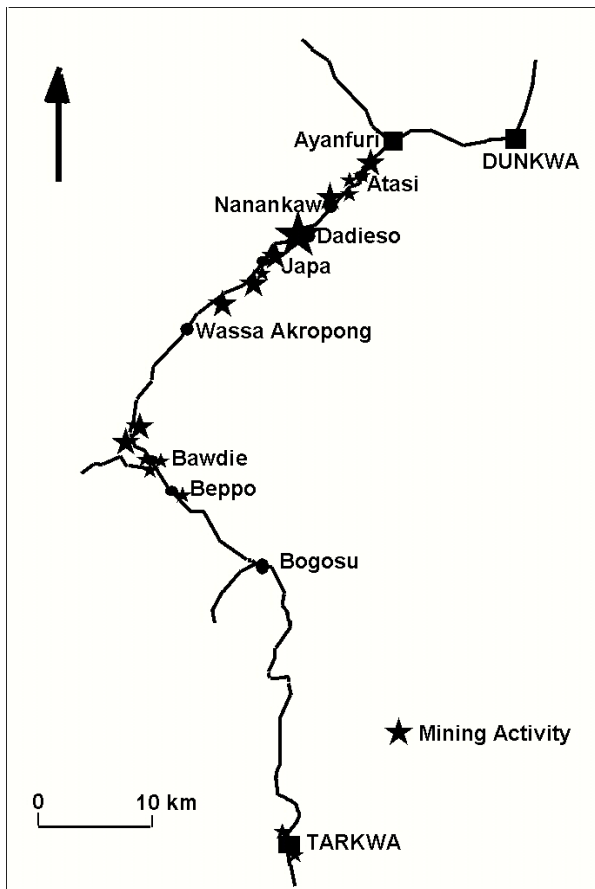 Ayanfuri
DUNKWA
Atasi
Nanankaw
Dadieso
Japa
Wassa Akropong
Bawdie
Beppo
Bogosu
Mining Activity
0 10 km
TARKWA